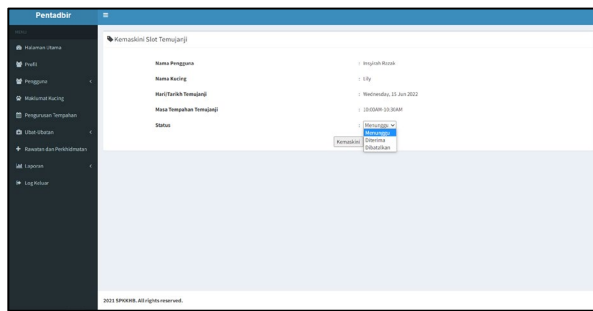 Pentadbir
MENU
Kemaskini Slot Temujanji
Halaman Utama
Profil
Pengguna
Maklumat Kucing
Pengurusan Tempahan
Ubat-Ubatan
Rawatan dan Perkhidmatan
Laporan
Log Keluar
Nama Pengguna : Insyirah Razak
Nama Kucing : Lily
Hari/Tarikh Temujanji : Wednesday, 15 Jun 2022
Masa Tempahan Temujanji : 10:00AM-10:30AM
Status : Menunggu
Menunggu
Diterima
Dibatalkan
Kemaskini
2021 SPKKHB. All rights reserved.